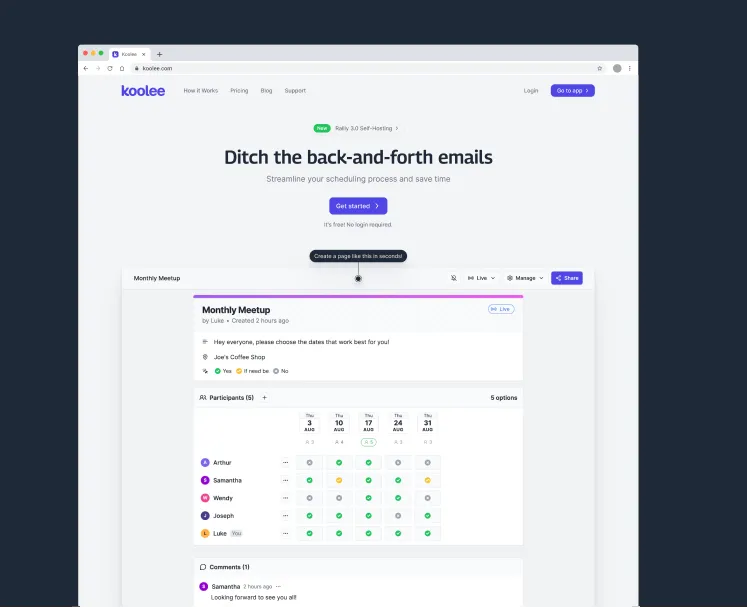 Koolee
koolee.com
koolee How it Works Pricing Blog Support Login Go to app
New Rallly 3.0 Self-Hosting
Ditch the back-and-forth emails
Streamline your scheduling process and save time
Get started
It's free! No login required.
Create a page like this in seconds!
Monthly Meetup Live Manage Share
Monthly Meetup Live
by Luke • Created 2 hours ago
Hey everyone, please choose the dates that work best for you!
Joe's Coffee Shop
Yes If need be No
Participants (5) + 5 options
Thu Thu Thu Thu Thu
3 10 17 24 31
AUG AUG AUG AUG AUG
3 4 5 3 3
A Arthur
S Samantha
W Wendy
J Joseph
L Luke You
Comments (1)
S Samantha 2 hours ago
Looking forward to see you all!